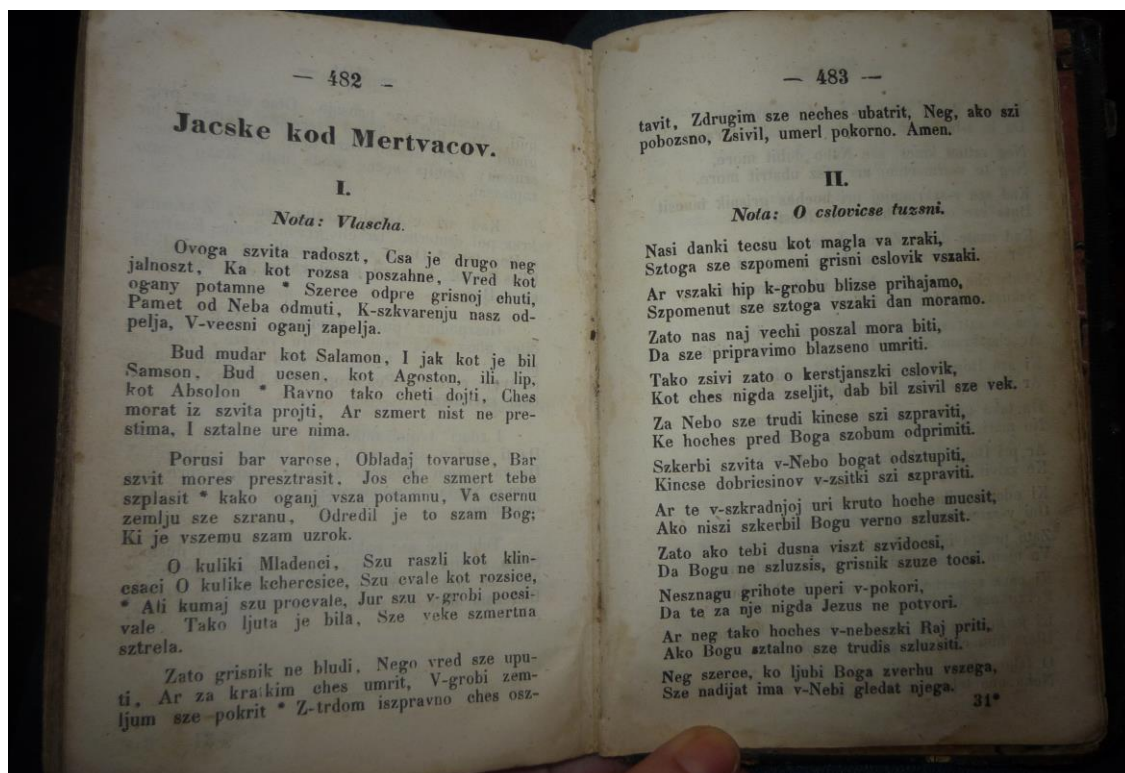 — 482 –
Jacske kod Mertvacov.
I.
Nota: Vlascha.
Ovoga szvita radoszt, Csa je drugo neg
jalnoszt, Ka kot rozsa poszahne, Vred kot
ogany potamne * Szerce odpre grisnoj chuti,
Pamet od Neba odmuti, K-szkvarenju nasz od-
pelja, V-vecsni oganj zapelja.
Bud mudar kot Salamon, I jak kot je bil
Samson, Bud ucsen, kot Agoston, ili lip,
kot Absolon * Ravno tako cheti dojti, Ches
morat iz szvita projti, Ar szmert nist ne pre-
stima, I sztalne ure nima.
Porusi bar varose, Obladaj tovaruse, Bar
szvit mores presztrasit, Jos che szmert tebe
szplasit * kako oganj vsza potamnu, Va csernu
zemlju sze szranu, Odredil je to szam Bog;
Ki je vszemu szam uzrok.
O kuliki Mladenci, Szu raszli kot klin-
csaci O kulike kchercsice, Szu cvale kot rozsice,
* Ali kumaj szu procvale, Jur szu v-grobi pocsi-
vale Tako ljuta je bila, Sze veke szmertna
sztrela.
Zato grisnik ne bludi, Nego vred sze upu-
ti, Ar za kratkim ches umrit, V-grobi zem-
ljum sze pokrit * Z-trdom iszpravno ches osz-
— 483 —
tavit, Zdrugim sze neches ubatrit, Neg, ako szi
pobozsno, Zsivil, umerl pokorno. Amen.
II.
Nota: O cslovicse tuzsni.
Nasi danki tecsu kot magla va zraki,
Sztoga sze szpomeni grisni cslovik vszaki.
Ar vszaki hip k-grobu blizse prihajamo,
Szpomenut sze sztoga vszaki dan moramo.
Zato nas naj vechi poszal mora biti,
Da sze pripravimo blazseno umriti.
Tako zsivi zato o kerstjanszki cslovik,
Kot ches nigda zseljit, dab bil zsivil sze vek.
Za Nebo sze trudi kincse szi szpraviti,
Ke hoches pred Boga szobum odprimiti.
Szkerbi szvita v-Nebo bogat odsztupiti,
Kincse dobricsinov v-zsitki szi szpraviti.
Ar te v-szkradnjoj uri kruto hoche mucsit,
Ako niszi szkerbil Bogu verno szluzsit.
Zato ako tebi dusna viszt szvidocsi,
Da Bogu ne szluzsis, grisnik szuze tocsi.
Nesznagu grihote uperi v-pokori,
Da te za nje nigda Jezus ne potvori.
Ar neg tako hoches v-nebeszki Raj priti,
Ako Bogu sztalno sze trudis szluzsiti.
Neg szerce, ko ljubi Boga zverhu vszega,
Sze nadijat ima v-Nebi gledat njega.
31*